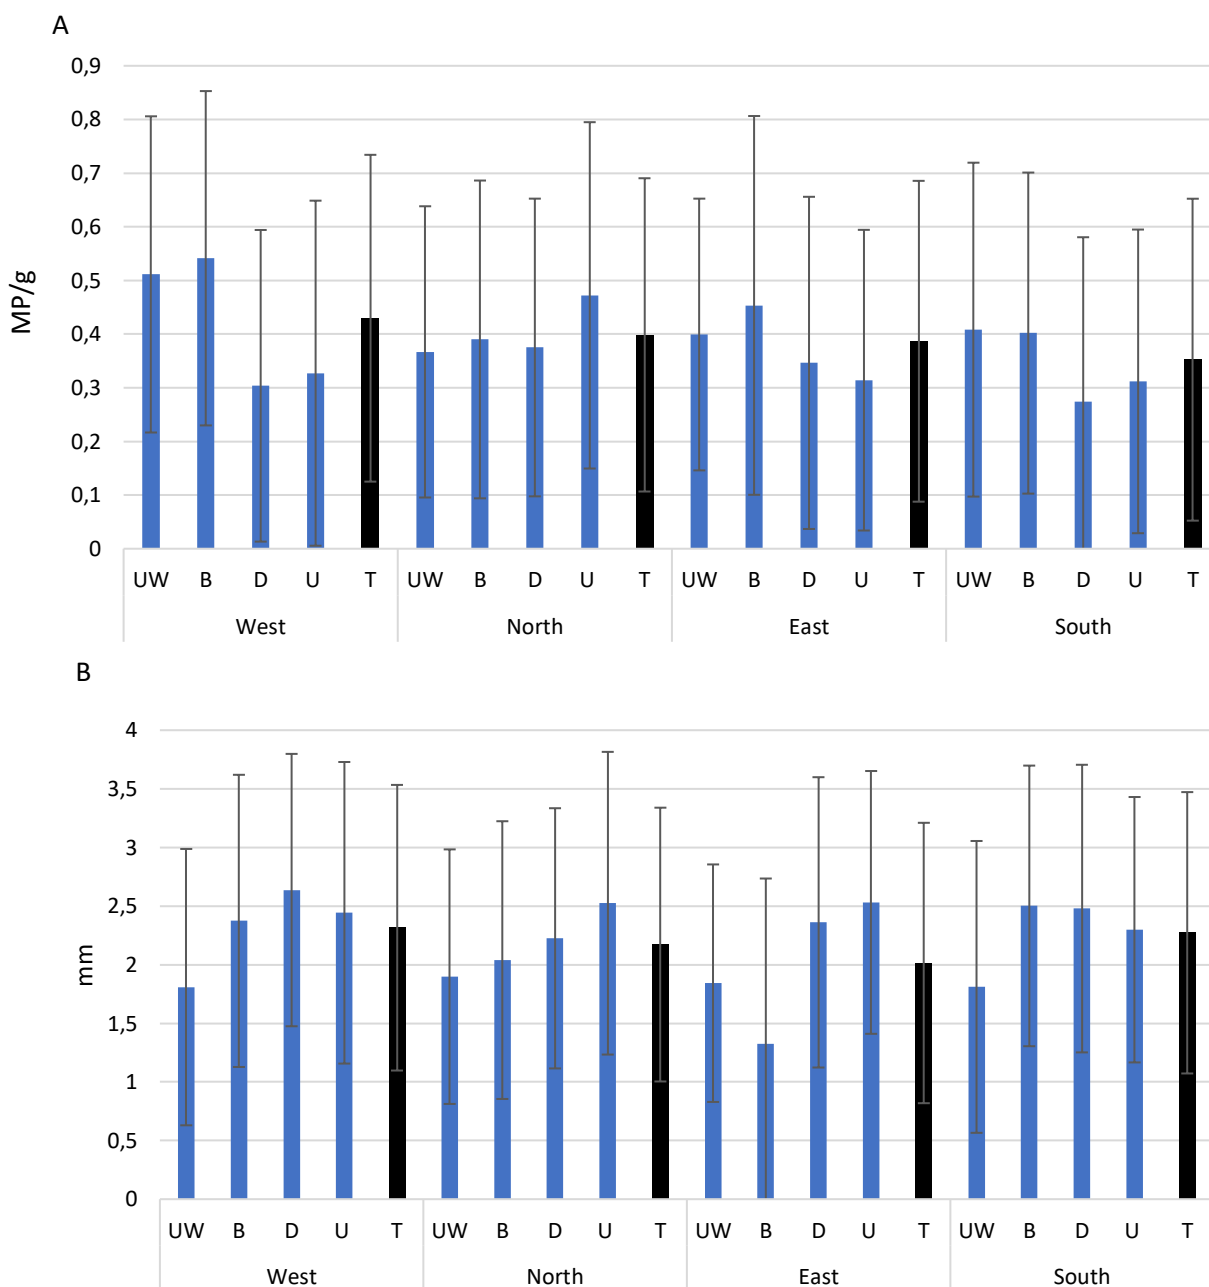 A
0,9
0,8
0,7
0,6
0,5
0,4
0,3
0,2
0,1
0
MP/g
UW B D U T UW B D U T UW B D U T UW B D U T
West North East South
B
4
3,5
3
2,5
2
1,5
1
0,5
0
mm
UW B D U T UW B D U T UW B D U T UW B D U T
West North East South